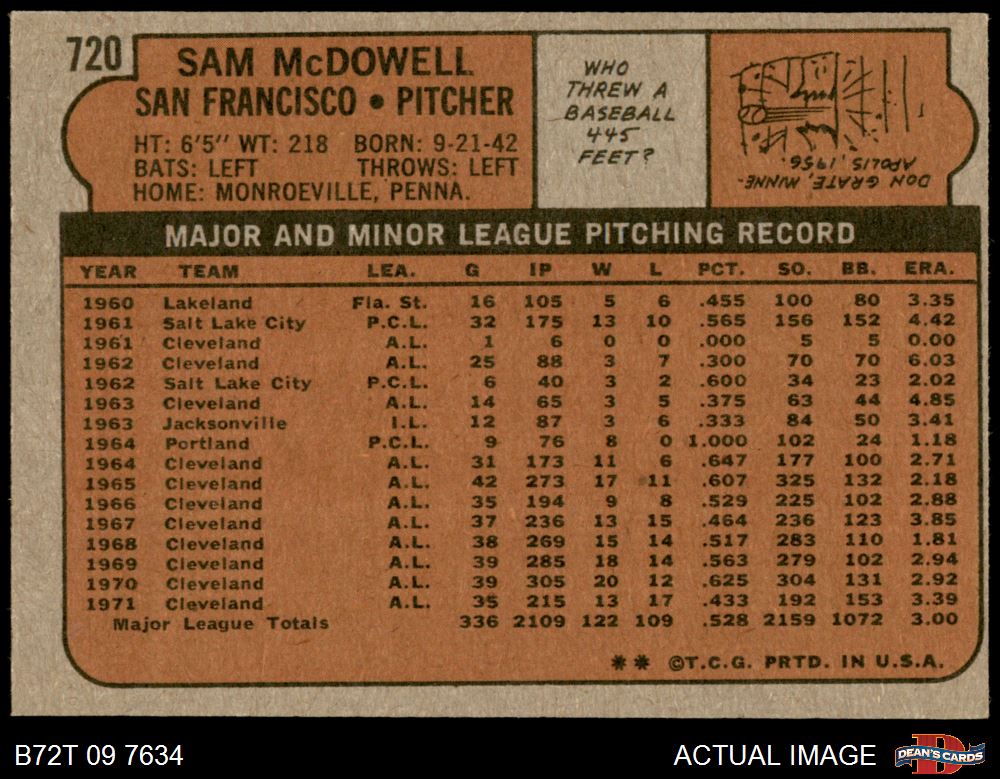 720
SAM McDOWELL
SAN FRANCISCO • PITCHER
HT: 6'5" WT: 218 BORN: 9-21-42
BATS: LEFT THROWS: LEFT
HOME: MONROEVILLE, PENNA.
WHO
THREW A
BASEBALL
445
FEET?
DON GRATE, MINNE-
APOLIS, 1956.
MAJOR AND MINOR LEAGUE PITCHING RECORD
YEAR TEAM LEA. G IP W L PCT. SO. BB. ERA.
1960 Lakeland Fla. St. 16 105 5 6 .455 100 80 3.35
1961 Salt Lake City P.C.L. 32 175 13 10 .565 156 152 4.42
1961 Cleveland A.L. 1 6 0 0 .000 5 5 0.00
1962 Cleveland A.L. 25 88 3 7 .300 70 70 6.03
1962 Salt Lake City P.C.L. 6 40 3 2 .600 34 23 2.02
1963 Cleveland A.L. 14 65 3 5 .375 63 44 4.85
1963 Jacksonville I.L. 12 87 3 6 .333 84 50 3.41
1964 Portland P.C.L. 9 76 8 0 1.000 102 24 1.18
1964 Cleveland A.L. 31 173 11 6 .647 177 100 2.71
1965 Cleveland A.L. 42 273 17 11 .607 325 132 2.18
1966 Cleveland A.L. 35 194 9 8 .529 225 102 2.88
1967 Cleveland A.L. 37 236 13 15 .464 236 123 3.85
1968 Cleveland A.L. 38 269 15 14 .517 283 110 1.81
1969 Cleveland A.L. 39 285 18 14 .563 279 102 2.94
1970 Cleveland A.L. 39 305 20 12 .625 304 131 2.92
1971 Cleveland A.L. 35 215 13 17 .433 192 153 3.39
Major League Totals 336 2109 122 109 .528 2159 1072 3.00
** ©T.C.G. PRTD. IN U.S.A.
B72T 09 7634 ACTUAL IMAGE
D
DEAN'S CARDS